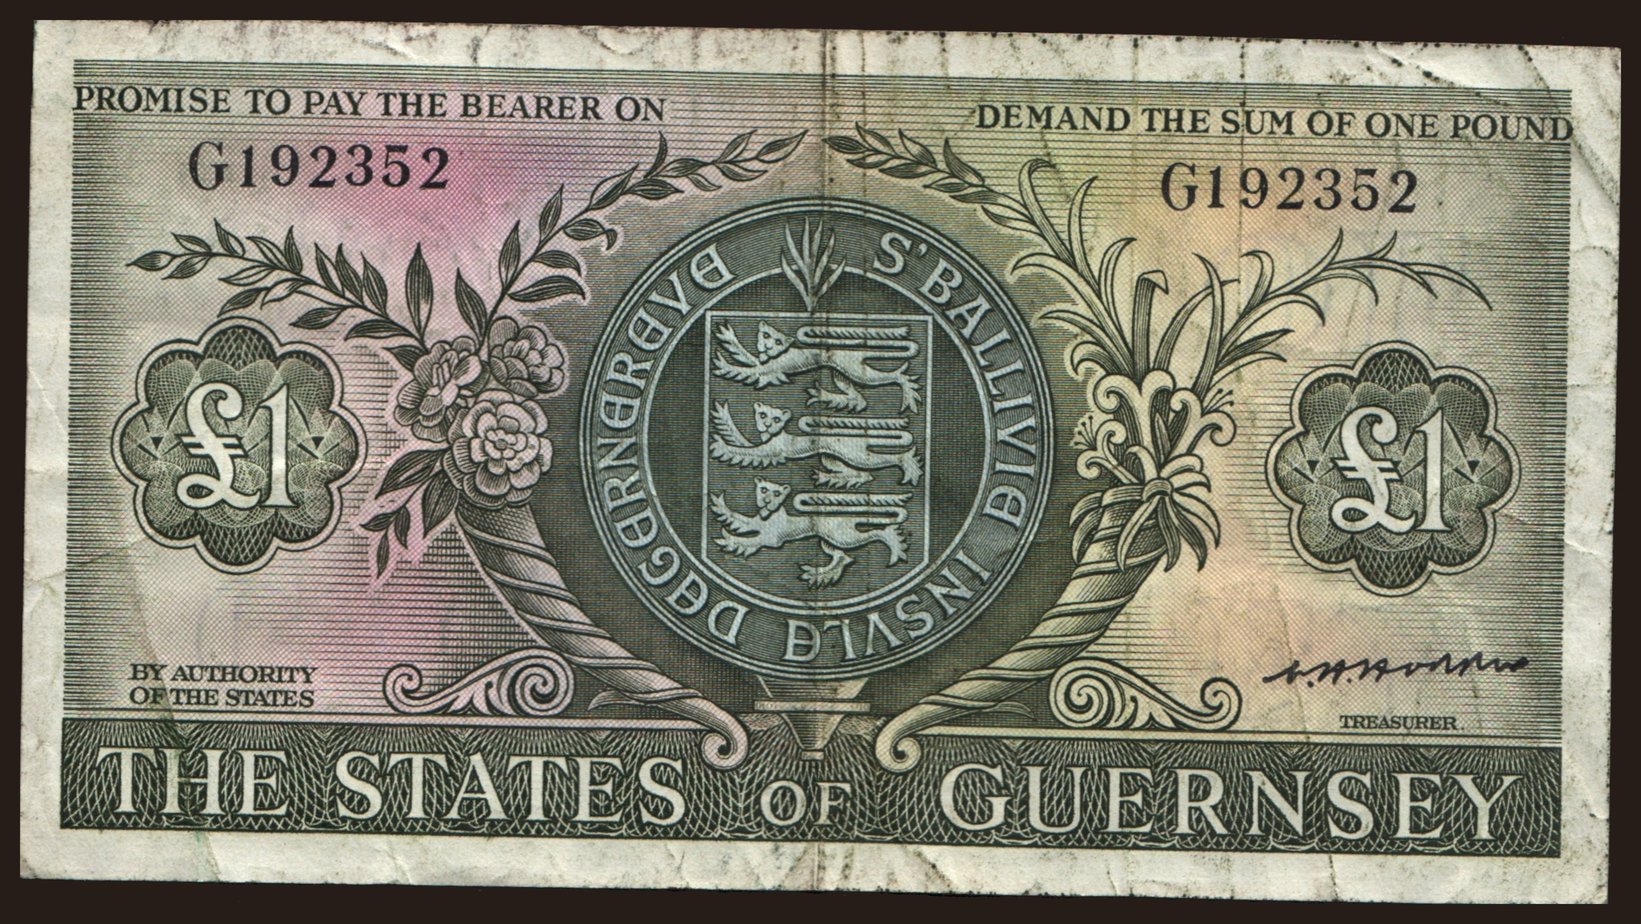 PROMISE TO PAY THE BEARER ON
DEMAND THE SUM OF ONE POUND
G192352
G192352
S'BALLIVIE INSVLE DEGERNEREYE
£1
£1
BY AUTHORITY
OF THE STATES
TREASURER.
THE STATES OF GUERNSEY